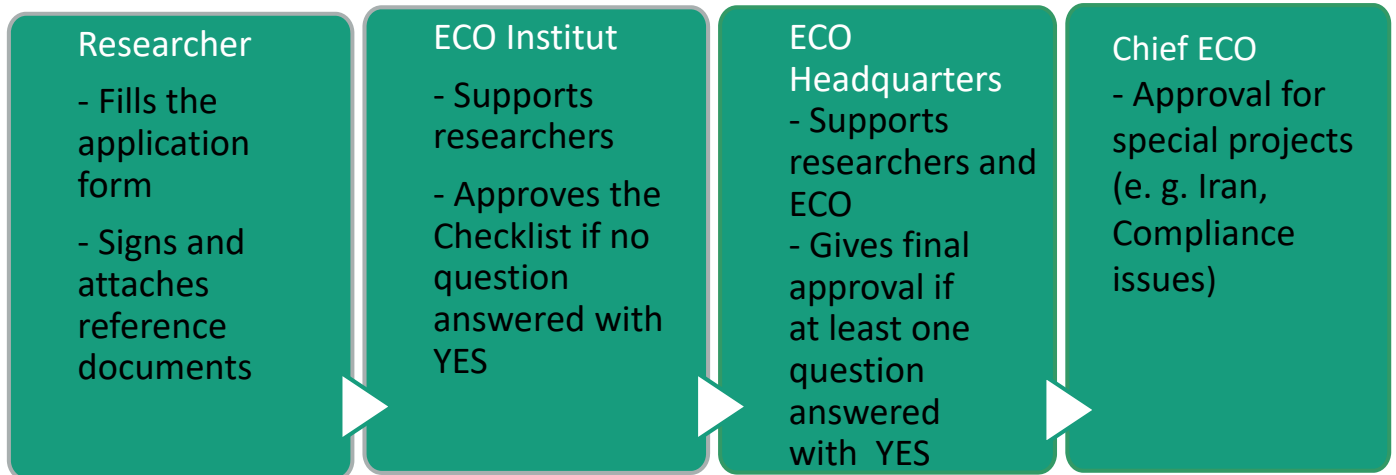 Researcher
- Fills the
application
form
- Signs and
attaches
reference
documents
ECO Institut
- Supports
researchers
- Approves the
Checklist if no
question
answered with
YES
ECO
Headquarters
- Supports
researchers and
ECO
- Gives final
approval if
at least one
question
answered
with  YES
Chief ECO
- Approval for
special projects
(e. g. Iran,
Compliance
issues)